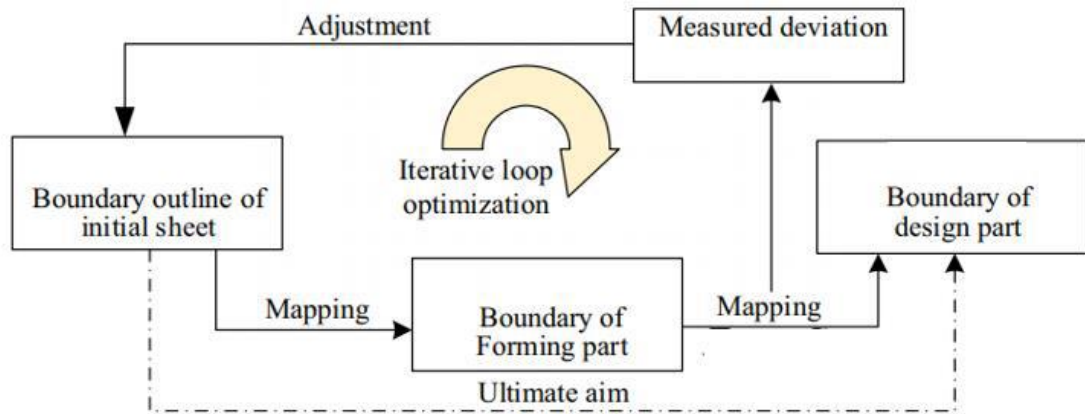 Adjustment
Measured deviation
Iterative loop
optimization
Boundary outline of
initial sheet
Boundary of
design part
Mapping
Boundary of
Forming part
Mapping
Ultimate aim